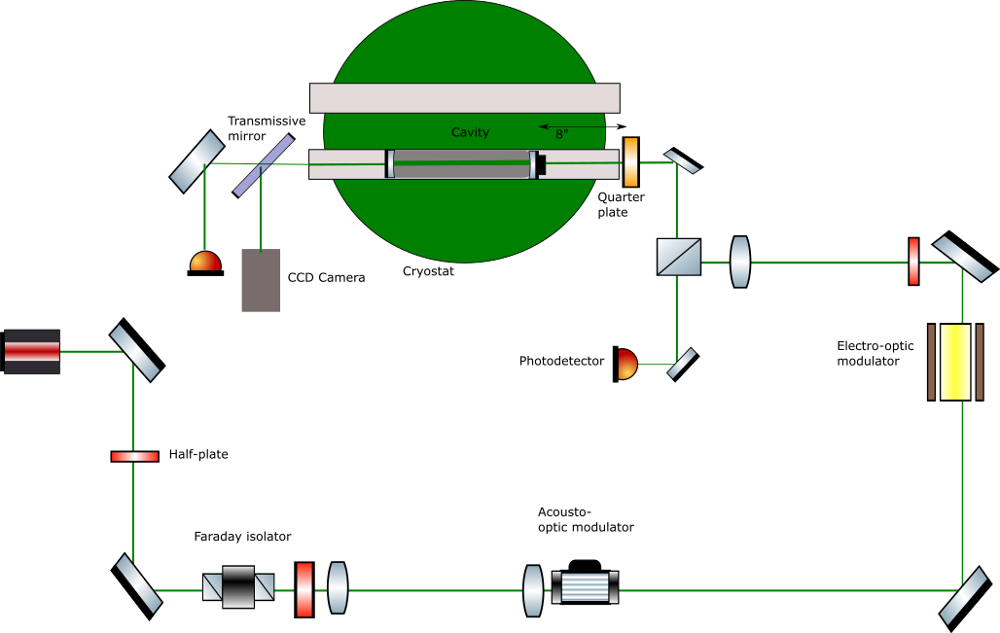 Transmissive
mirror
Cavity
8"
Quarter
plate
Cryostat
CCD Camera
Photodetector
Electro-optic
modulator
Half-plate
Acousto-
optic modulator
Faraday isolator